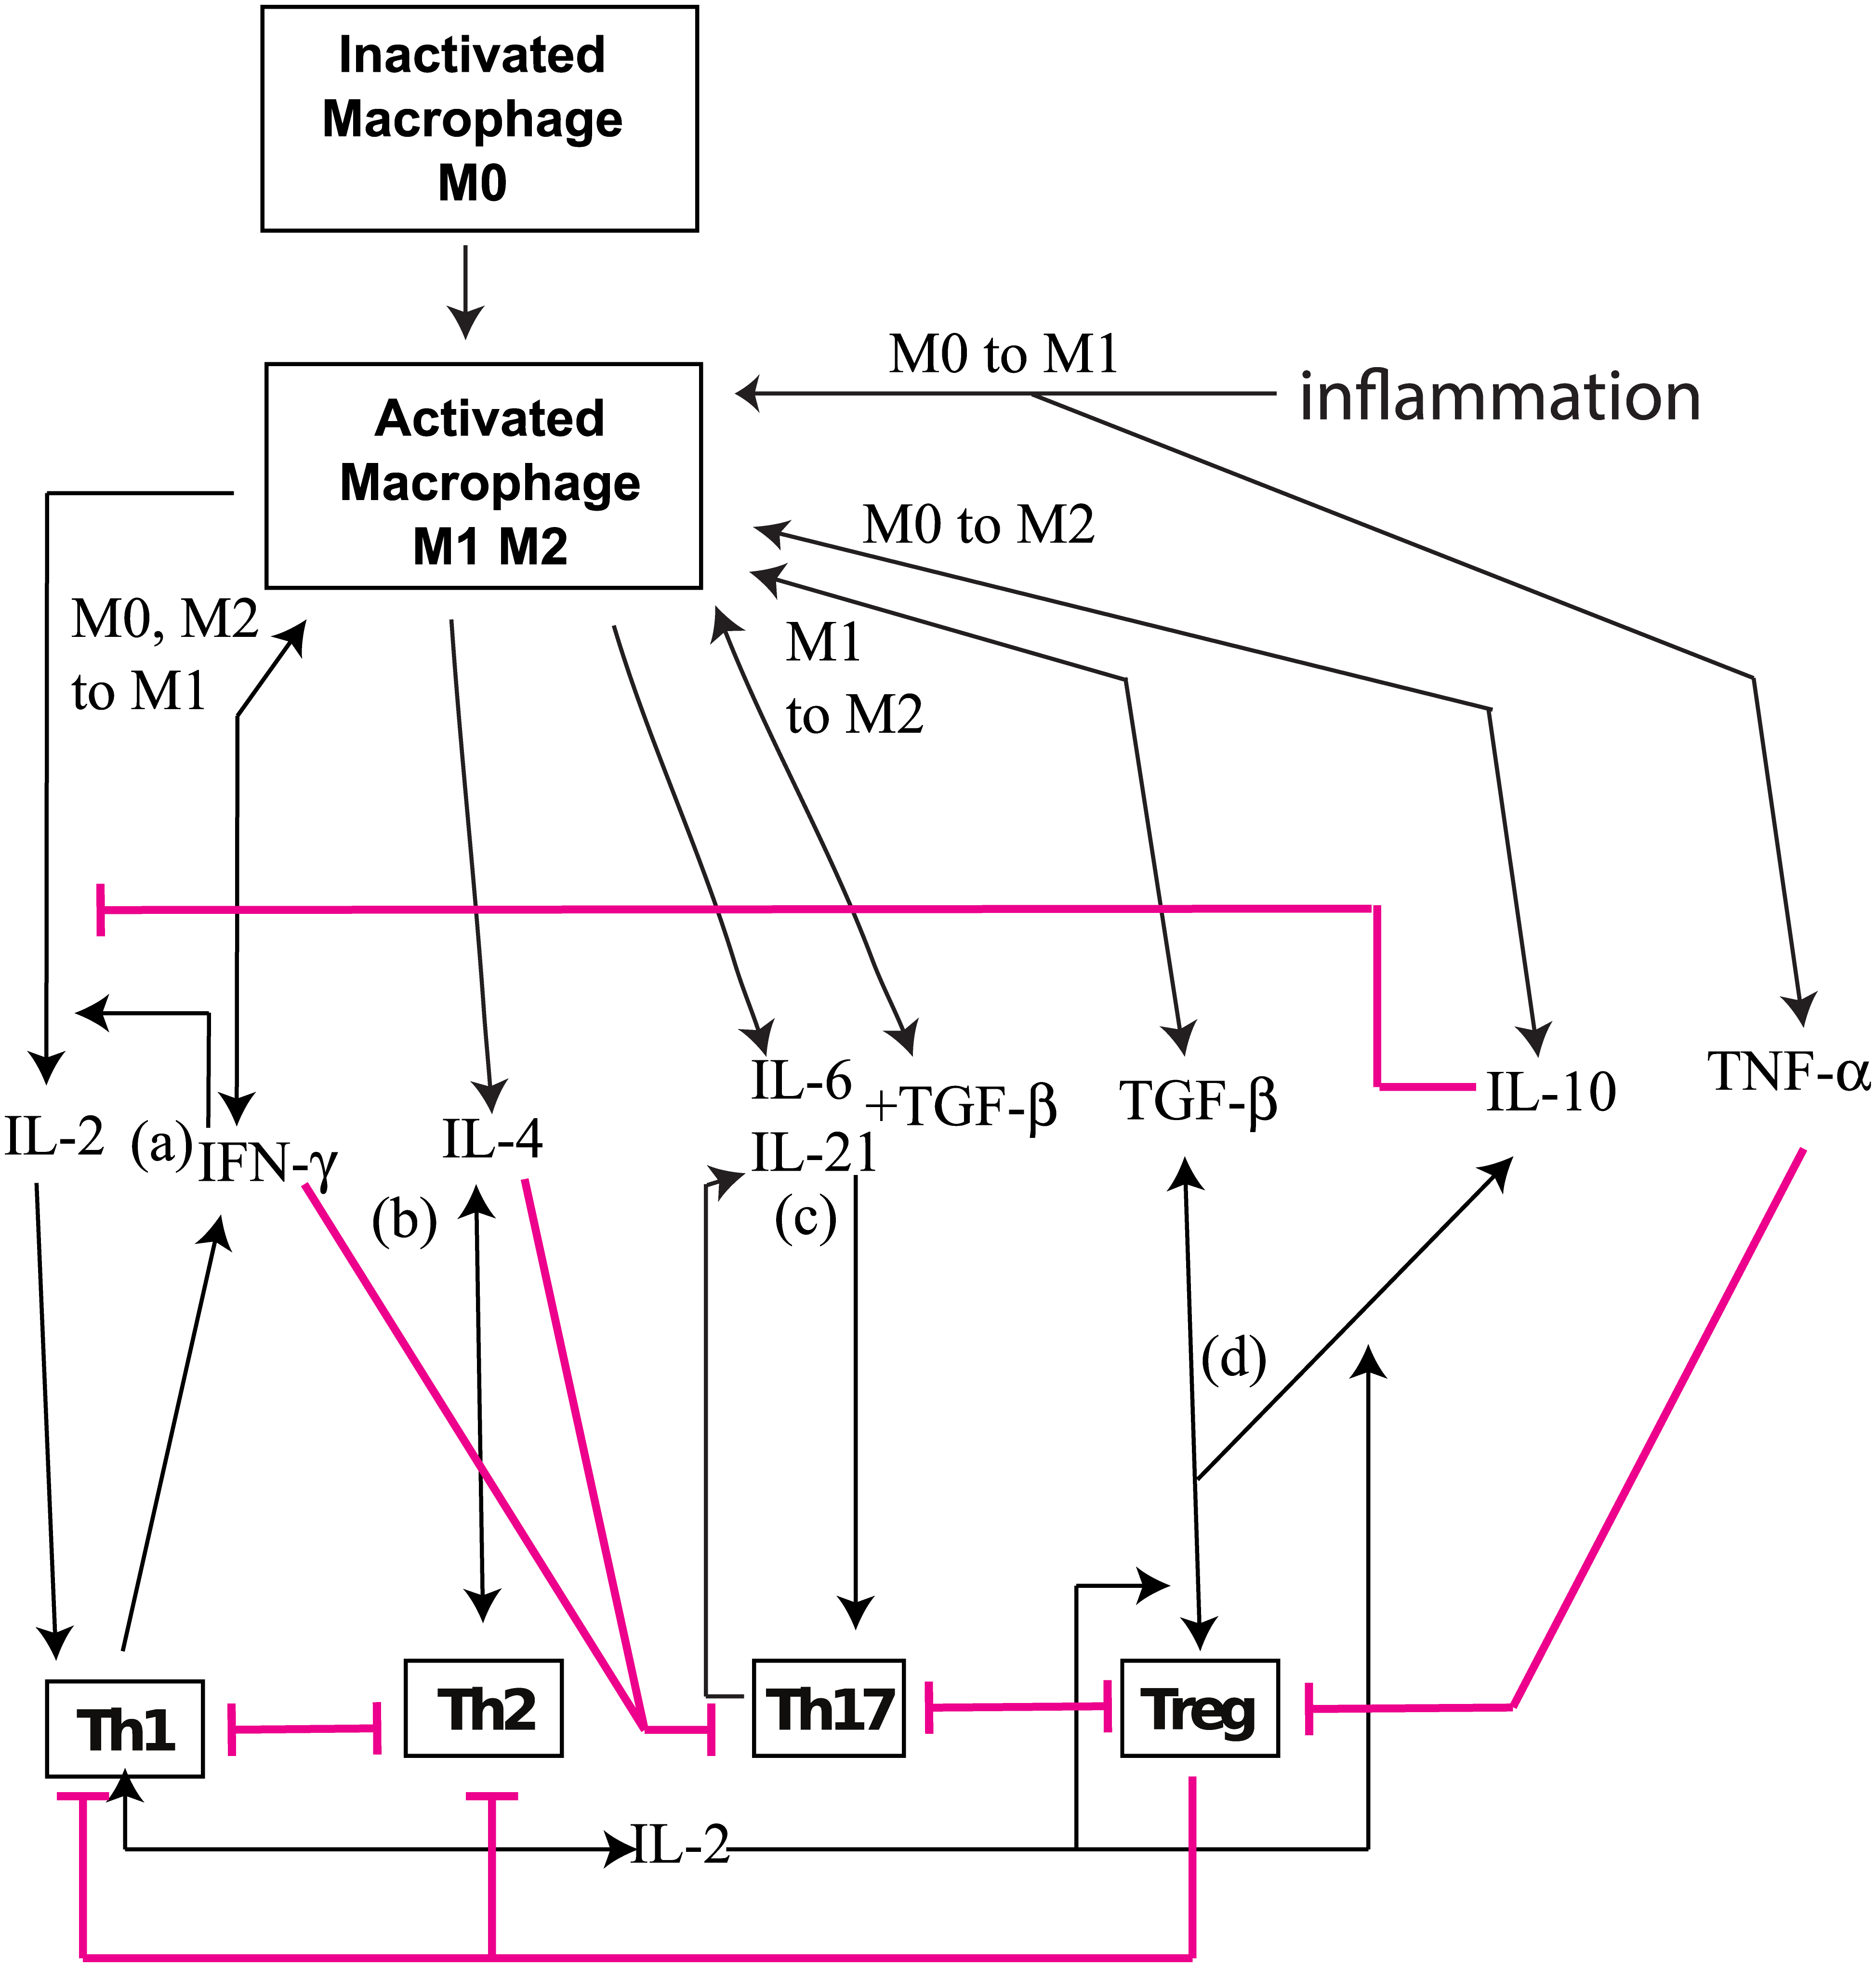 Inactivated
Macrophage
M0
M0 to M1
inflammation
Activated
Macrophage
M1 M2
M0 to M2
M0, M2
to M1
M1
to M2
IL-2
(a)
IFN-γ
IL-4
(b)
IL-6
+TGF-β
IL-21
(c)
TGF-β
IL-10
TNF-α
(d)
Th1
Th2
Th17
Treg
IL-2